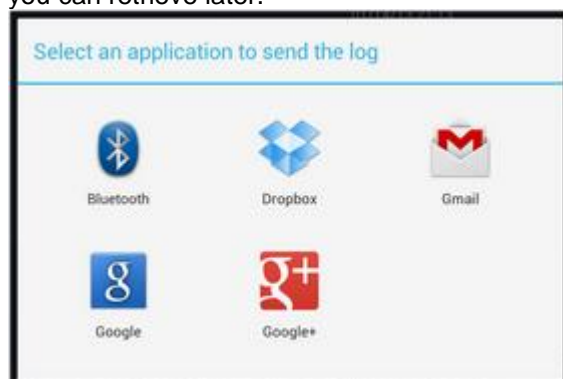 you can retrieve later.
Select an application to send the log
Bluetooth
Dropbox
Gmail
Google
Google+